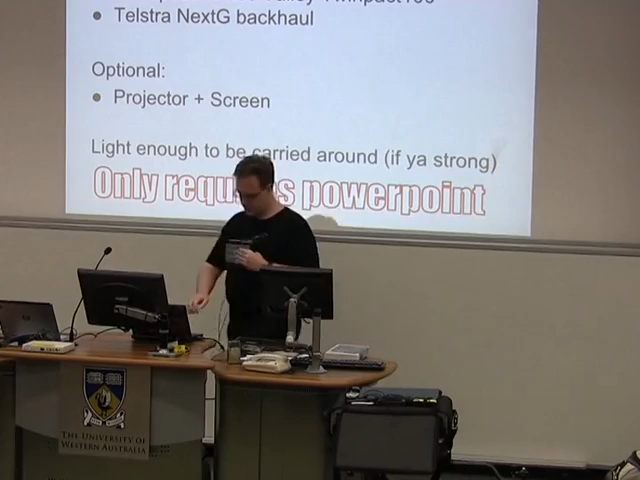 ● Telstra NextG backhaul
Optional:
● Projector + Screen
Light enough to be carried around (if ya strong)
Only requires powerpoint
THE UNIVERSITY OF
WESTERN AUSTRALIA